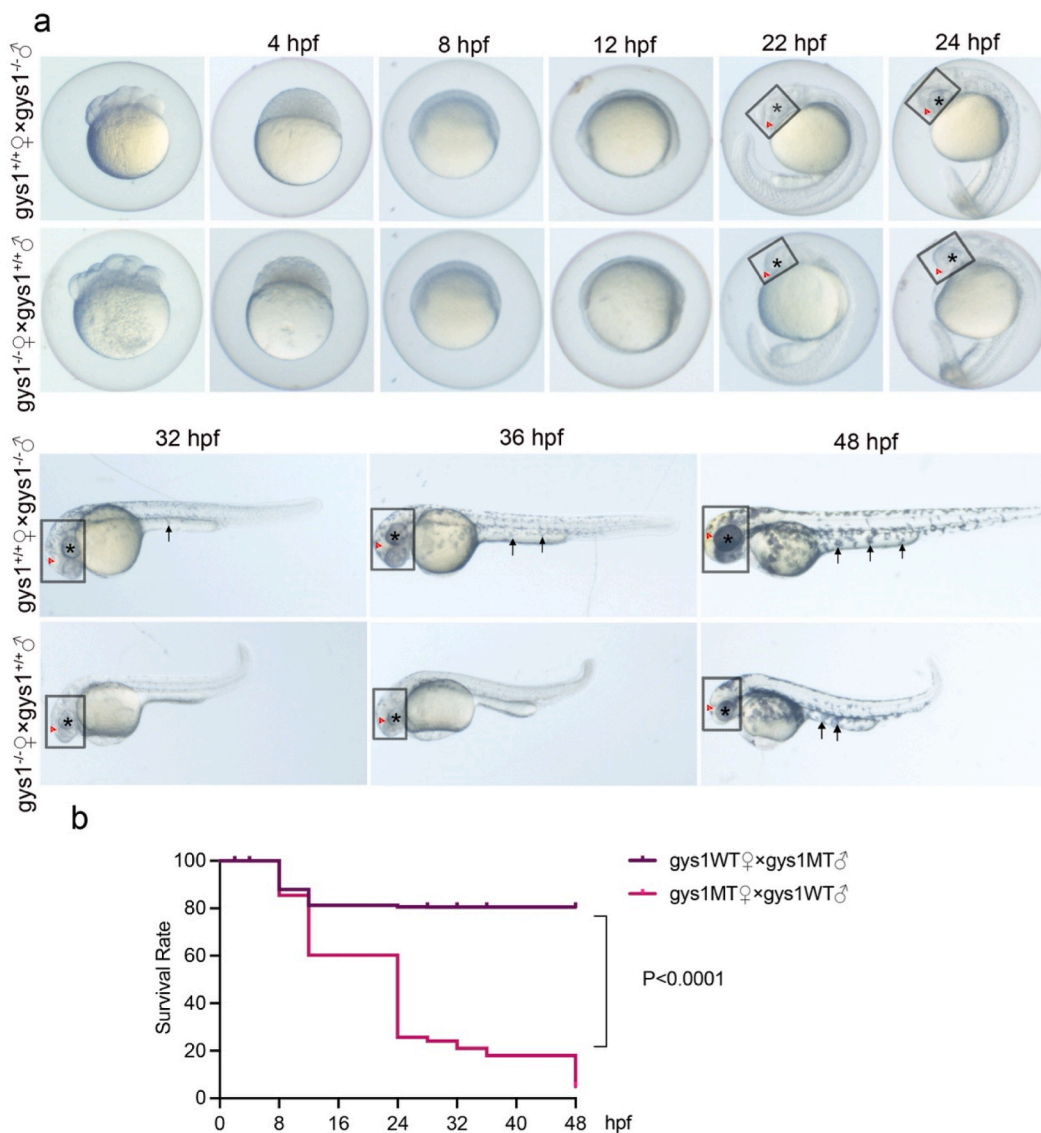 a
4 hpf 8 hpf 12 hpf 22 hpf 24 hpf
gys1+/+♀×gys1-/-♂
* *
gys1-/-♀×gys1+/+♂
* *
32 hpf 36 hpf 48 hpf
gys1+/+♀×gys1-/-♂
* * *
gys1-/-♀×gys1+/+♂
* * *
b
100
80
60
40
20
0
Survival Rate
0 8 16 24 32 40 48 hpf
gys1WT♀×gys1MT♂
gys1MT♀×gys1WT♂
P<0.0001